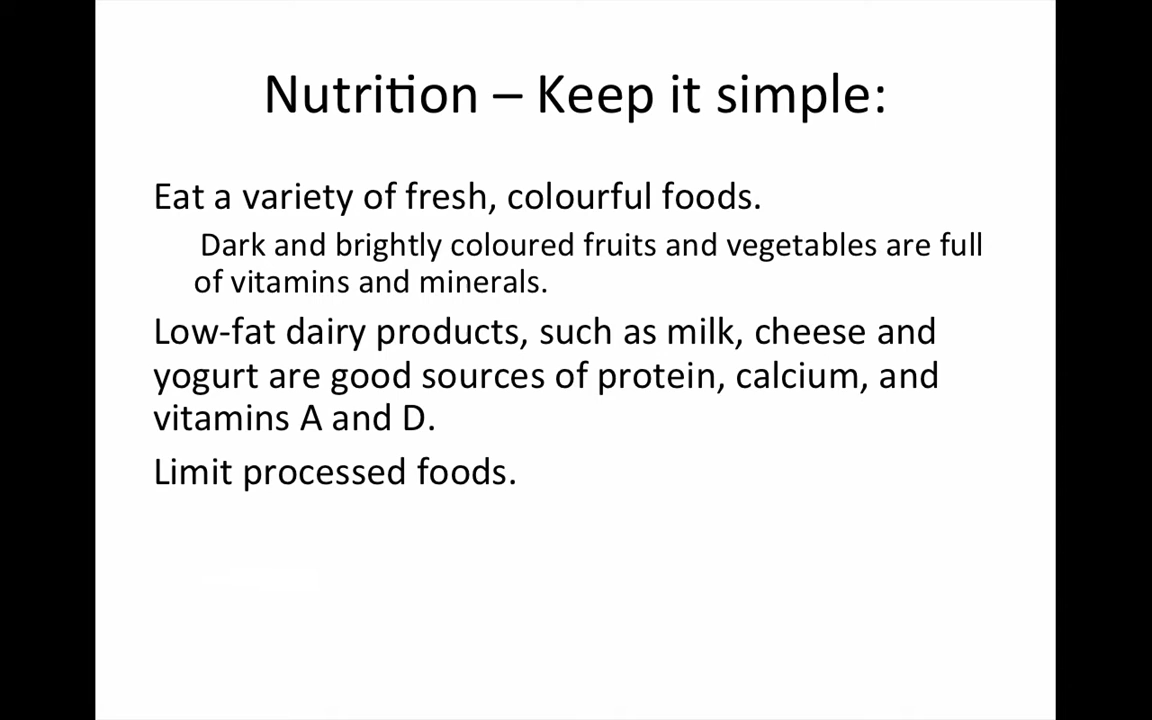 Nutrition – Keep it simple:
Eat a variety of fresh, colourful foods.
Dark and brightly coloured fruits and vegetables are full
of vitamins and minerals.
Low-fat dairy products, such as milk, cheese and
yogurt are good sources of protein, calcium, and
vitamins A and D.
Limit processed foods.